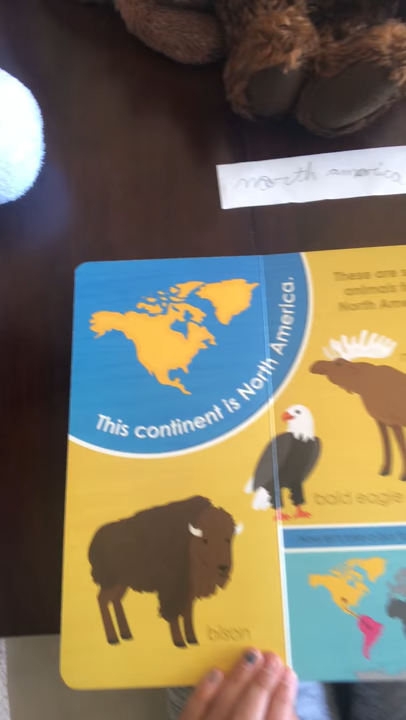 north america
This continent is North America.
These are
animals
North Ame
bald eagle
bison